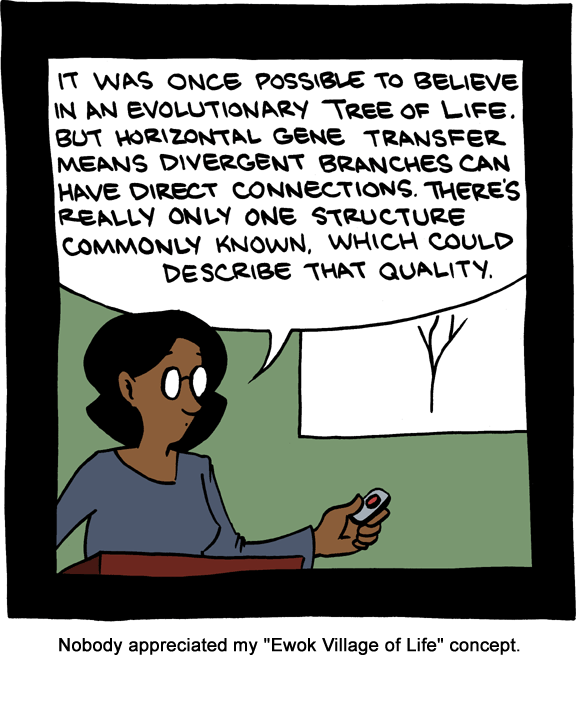 IT WAS ONCE POSSIBLE TO BELIEVE
IN AN EVOLUTIONARY TREE OF LIFE.
BUT HORIZONTAL GENE TRANSFER
MEANS DIVERGENT BRANCHES CAN
HAVE DIRECT CONNECTIONS. THERE'S
REALLY ONLY ONE STRUCTURE
COMMONLY KNOWN, WHICH COULD
DESCRIBE THAT QUALITY.
Nobody appreciated my "Ewok Village of Life" concept.